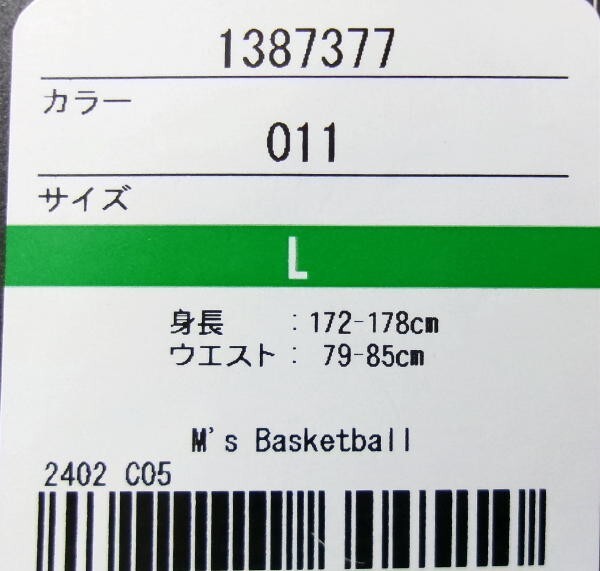 1387377
カラー
011
サイズ
L
身長 : 172-178cm
ウエスト : 79-85cm
M's Basketball
2402 C05